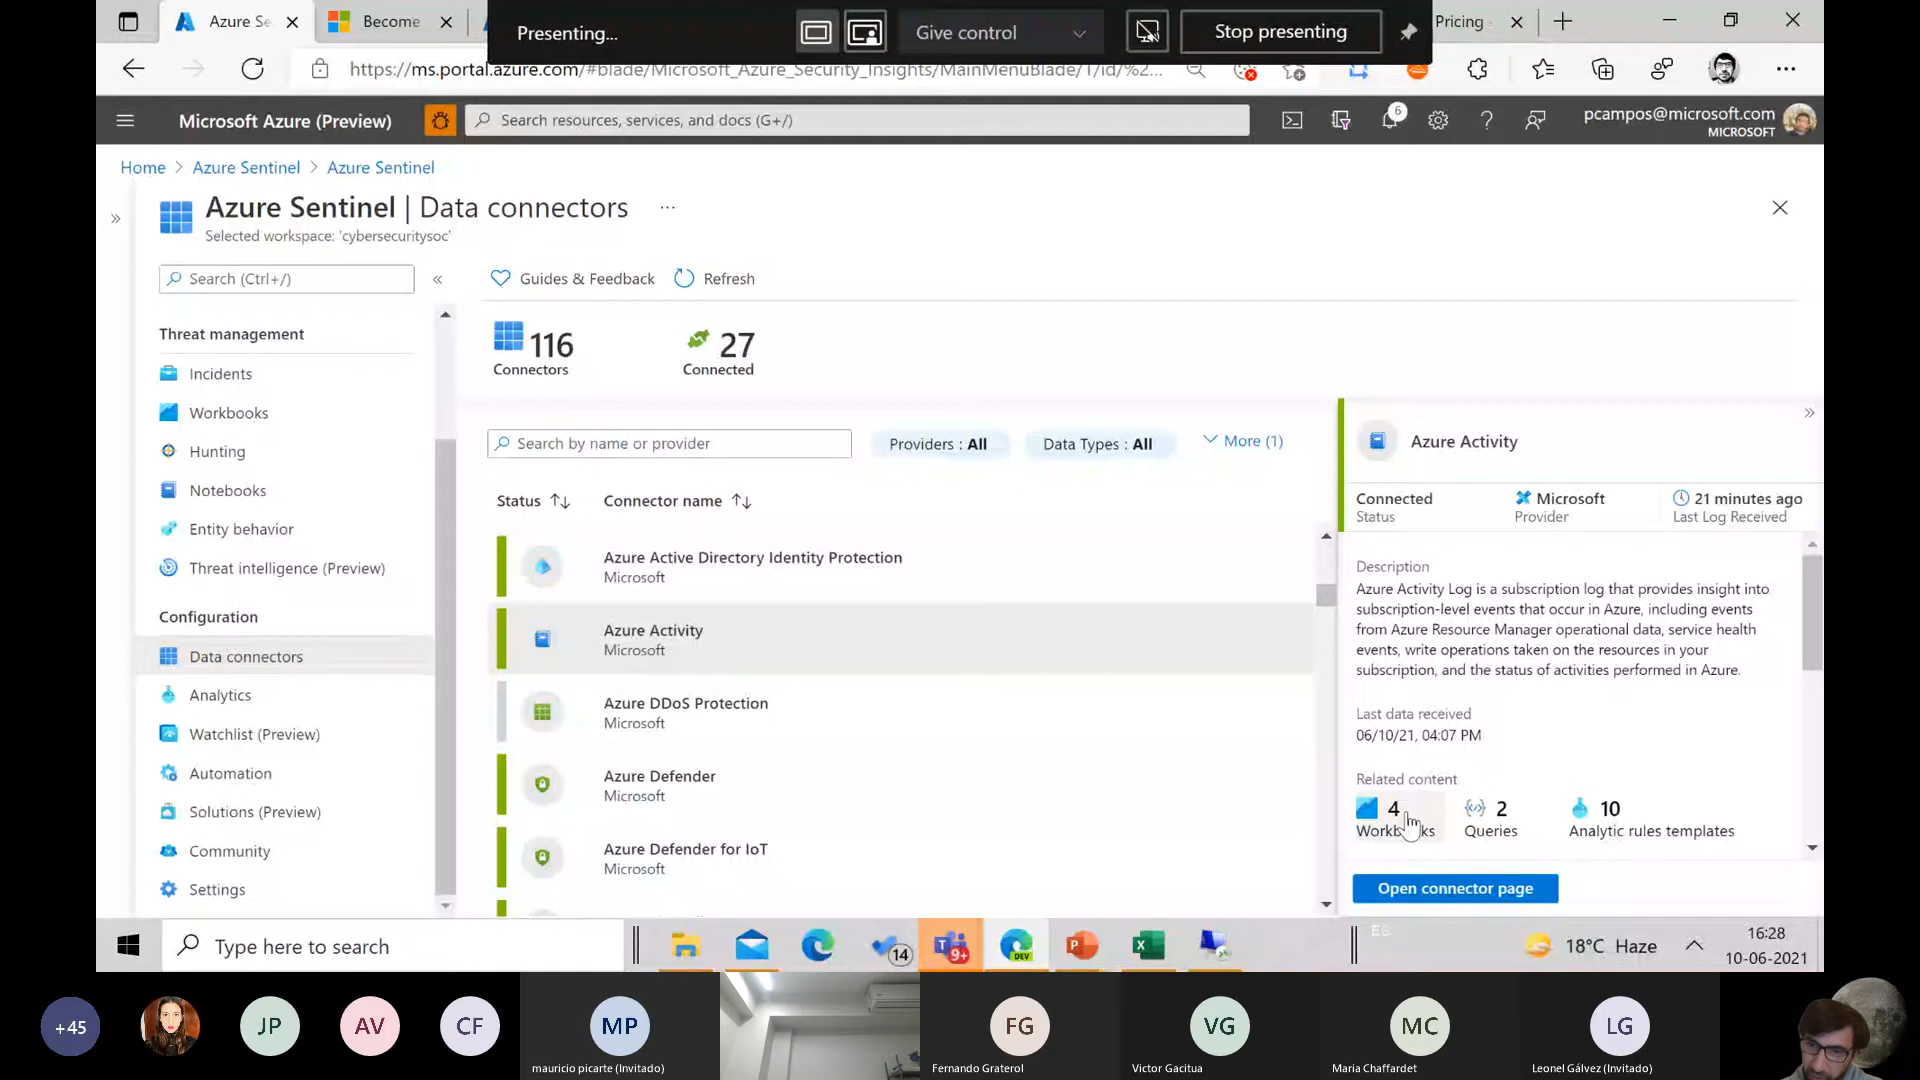 Azure Se
Become
Presenting...
Give control
Stop presenting
Pricing
https://ms.portal.azure.com/#blade/Microsoft_Azure_Security_Insights/MainMenuBlade/7/id/%2...
Microsoft Azure (Preview)
Search resources, services, and docs (G+/)
6
pcampos@microsoft.com
MICROSOFT
Home > Azure Sentinel > Azure Sentinel
Azure Sentinel | Data connectors ...
Selected workspace: 'cybersecuritysoc'
Search (Ctrl+/)
«
Guides & Feedback
Refresh
Threat management
Incidents
Workbooks
Hunting
Notebooks
Entity behavior
Threat intelligence (Preview)
Configuration
Data connectors
Analytics
Watchlist (Preview)
Automation
Solutions (Preview)
Community
Settings
116
Connectors
27
Connected
Search by name or provider
Providers : All
Data Types : All
More (1)
Status
Connector name
Azure Active Directory Identity Protection
Microsoft
Azure Activity
Microsoft
Azure DDoS Protection
Microsoft
Azure Defender
Microsoft
Azure Defender for IoT
Microsoft
Azure Activity
Connected
Status
Microsoft
Provider
21 minutes ago
Last Log Received
Description
Azure Activity Log is a subscription log that provides insight into
subscription-level events that occur in Azure, including events
from Azure Resource Manager operational data, service health
events, write operations taken on the resources in your
subscription, and the status of activities performed in Azure.
Last data received
06/10/21, 04:07 PM
Related content
4
Workbooks
2
Queries
10
Analytic rules templates
Open connector page
Type here to search
14
9+
DEV
ES
18°C Haze
16:28
10-06-2021
+45
JP
AV
CF
MP
mauricio picarte (Invitado)
FG
Fernando Graterol
VG
Victor Gacitua
MC
Maria Chaffardet
LG
Leonel Gálvez (Invitado)